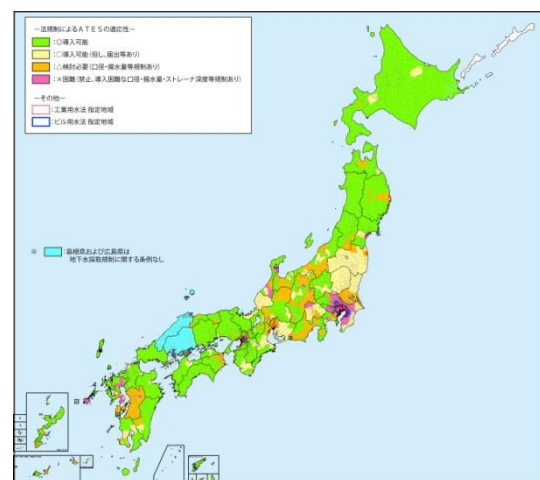 －法規制によるＡＴＥＳの適応性－
：◎導入可能
：○導入可能（但し、届出等あり）
：△検討必要（口径・揚水量等規制あり）
：×困難（禁止、導入困難な口径・揚水量・ストレーナ深度等規制あり）
－その他－
：工業用水法 指定地域
：ビル用水法 指定地域
※ ：島根県および広島県は
地下水採取規制に関する条例なし